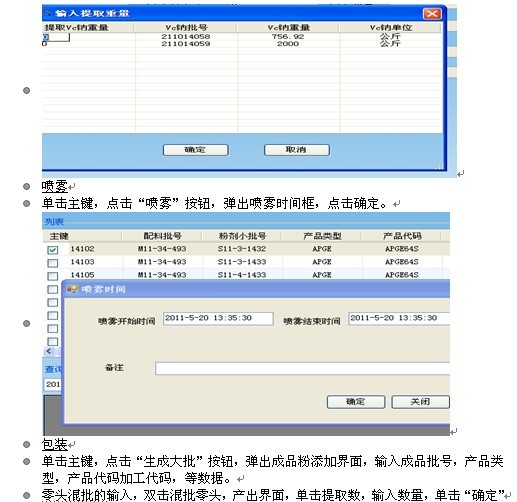 输入提取重量
提取Vc钠重量 Vc钠批号 Vc钠重量 Vc钠单位
0 211014058 756.92 公斤
0 211014059 2000 公斤
确定 取消
喷雾
单击主键，点击“喷雾”按钮，弹出喷雾时间框，点击确定。
列表
主键 配料批号 粉剂小批号 产品类型 产品代码
14102 M11-34-493 S11-3-1432 APGE APGE64S
14103 M11-34-493 S11-3-1433 APGE APGE64S
14105 M11-34-493 S11-4-1433 APGE APGE64S
喷雾时间
喷雾开始时间 2011-5-20 13:35:30 喷雾结束时间 2011-5-20 13:35:30
备注
查询
201
确定 关闭
包装
单击主键，点击“生成大批”按钮，弹出成品粉添加界面，输入成品批号，产品类
型，产品代码加工代码，等数据。
零头混批的输入，双击混批零头，产出界面，单击提取数，输入数量，单击“确定”